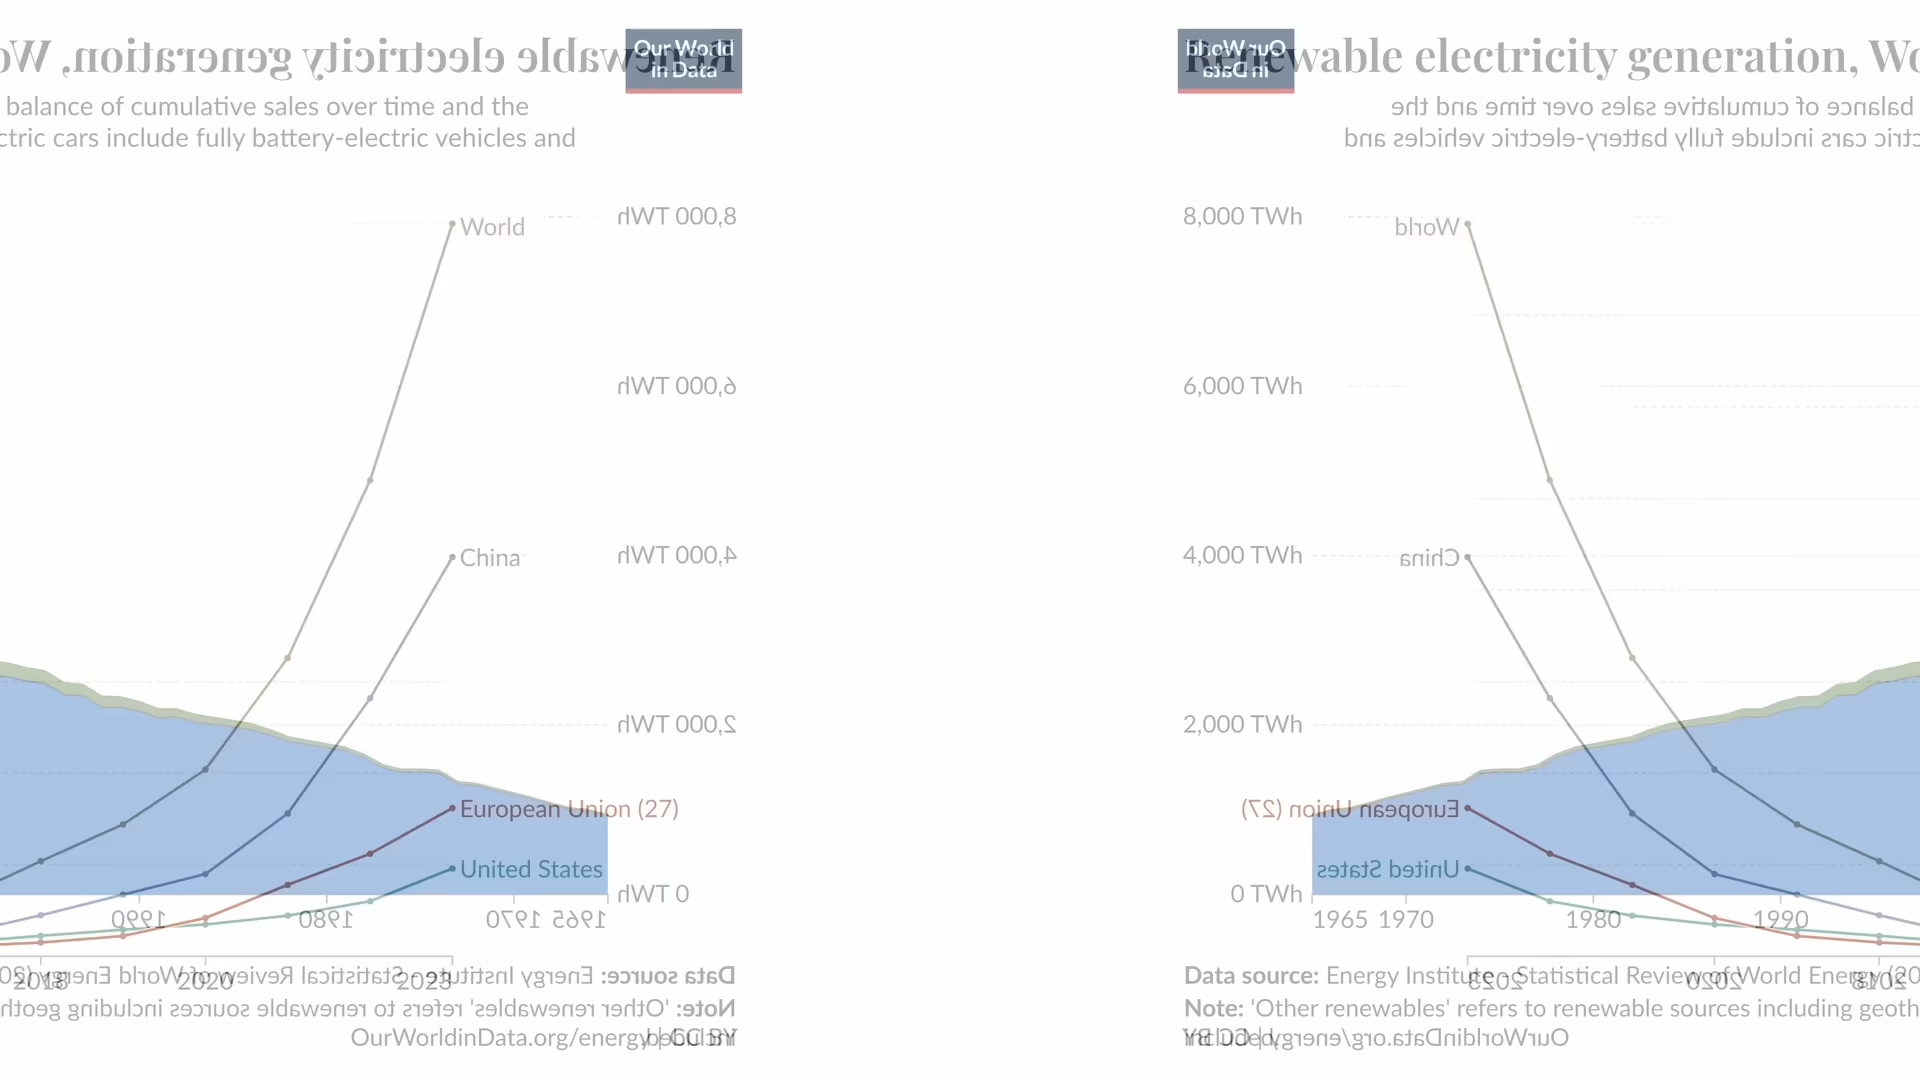 Our World
in Data
Renewable electricity generation, Wo
balance of cumulative sales over time and the
ctric cars include fully battery-electric vehicles and
World
China
European Union (27)
United States
2018
2020
2023
OurWorldinData.org/energy
8,000 TWh
6,000 TWh
4,000 TWh
2,000 TWh
0 TWh
1965 1970 1980 1990
Data source: Energy Institute - Statistical Review of World Energy (20
Note: 'Other renewables' refers to renewable sources including geoth
included. | CC BY